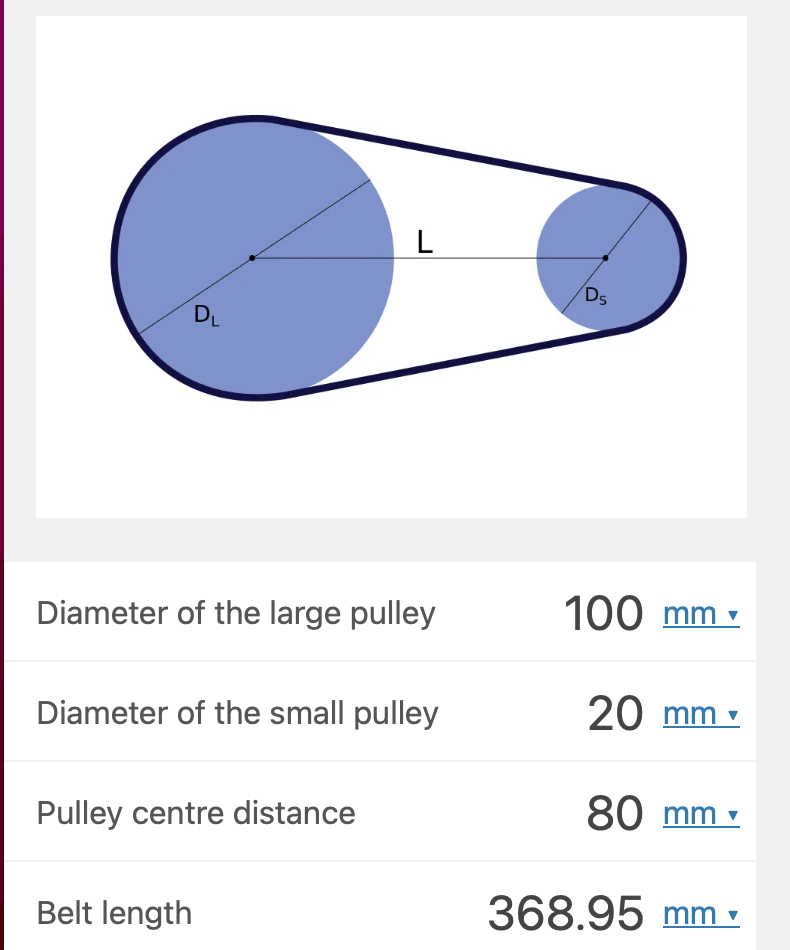 L
D_L
D_S
Diameter of the large pulley 100 mm ▾
Diameter of the small pulley 20 mm ▾
Pulley centre distance 80 mm ▾
Belt length 368.95 mm ▾